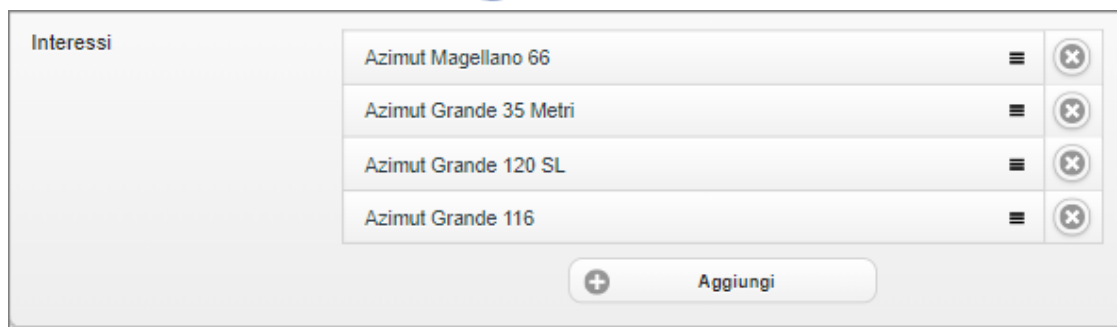 Interessi
Azimut Magellano 66
Azimut Grande 35 Metri
Azimut Grande 120 SL
Azimut Grande 116
Aggiungi